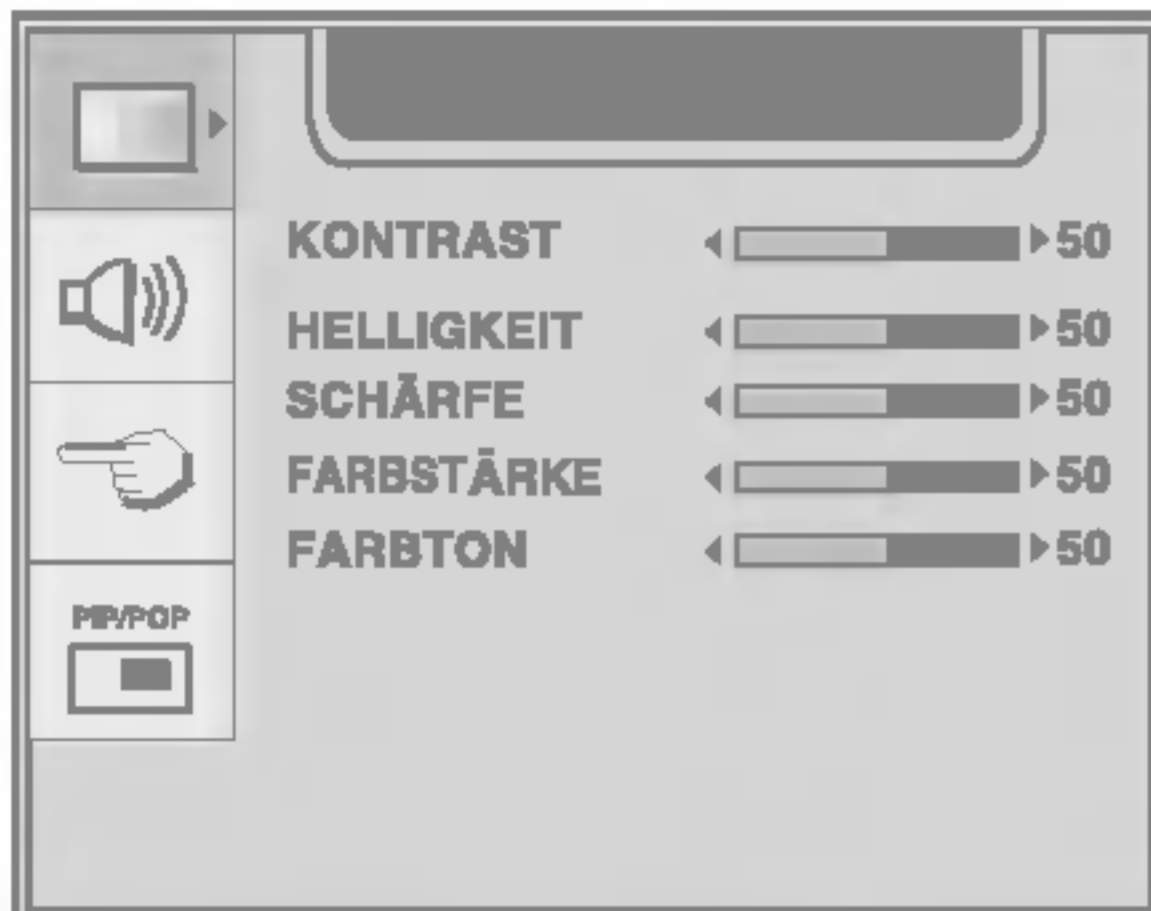 KONTRAST 50
HELLIGKEIT 50
SCHÄRFE 50
FARBSTÄRKE 50
FARBTON 50
PIP/POP